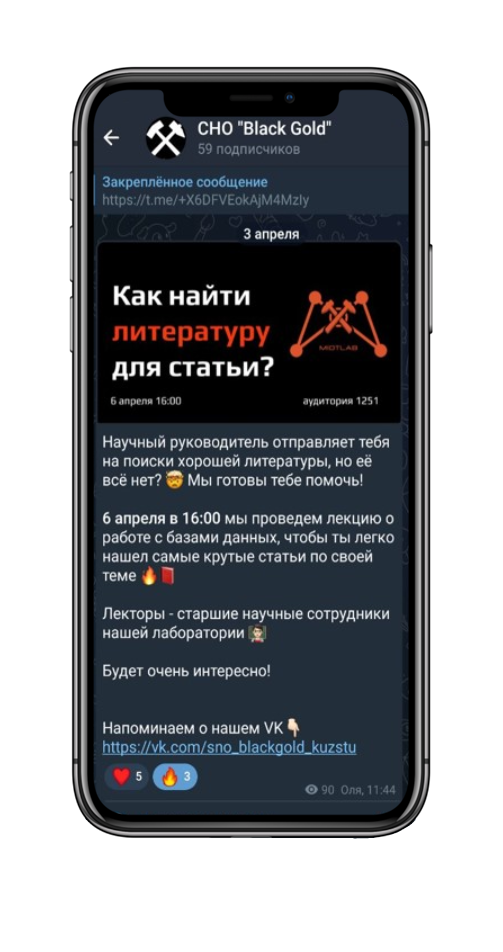 СНО "Black Gold"
59 подписчиков
Закреплённое сообщение
https://t.me/+X6DFVEokAjM4Mzly
3 апреля
Как найти
литературу
для статьи?
MIDTLAB
6 апреля 16:00
аудитория 1251
Научный руководитель отправляет тебя
на поиски хорошей литературы, но её
всё нет? 🤯 Мы готовы тебе помочь!
6 апреля в 16:00 мы проведем лекцию о
работе с базами данных, чтобы ты легко
нашел самые крутые статьи по своей
теме 🔥📕
Лекторы - старшие научные сотрудники
нашей лаборатории 👩🏻‍🏫
Будет очень интересно!
Напоминаем о нашем VK👇🏻
https://vk.com/sno_blackgold_kuzstu
❤️ 5 🔥 3
90 Оля, 11:44